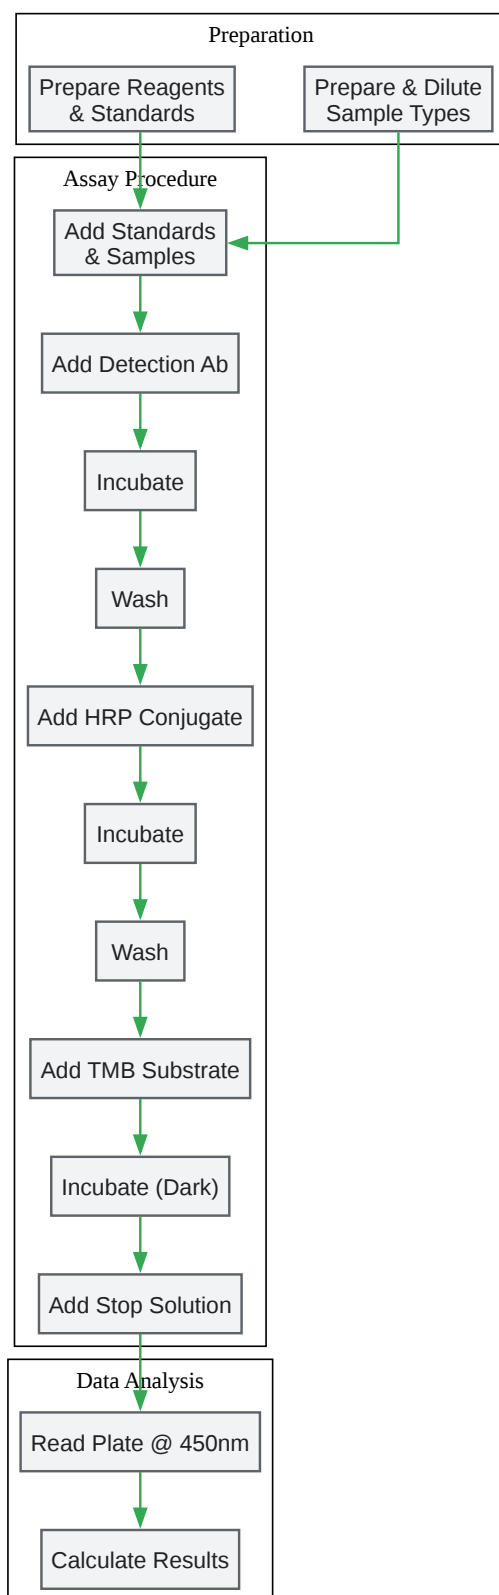 Preparation
Prepare Reagents
& Standards
Prepare & Dilute
Sample Types
Assay Procedure
Add Standards
& Samples
Add Detection Ab
Incubate
Wash
Add HRP Conjugate
Incubate
Wash
Add TMB Substrate
Incubate (Dark)
Add Stop Solution
Data Analysis
Read Plate @ 450nm
Calculate Results